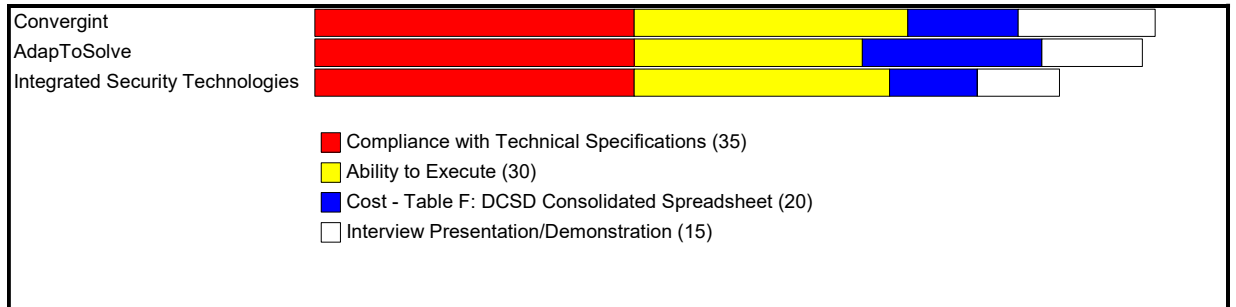 Convergint
AdapToSolve
Integrated Security Technologies
Compliance with Technical Specifications (35)
Ability to Execute (30)
Cost - Table F: DCSD Consolidated Spreadsheet (20)
Interview Presentation/Demonstration (15)